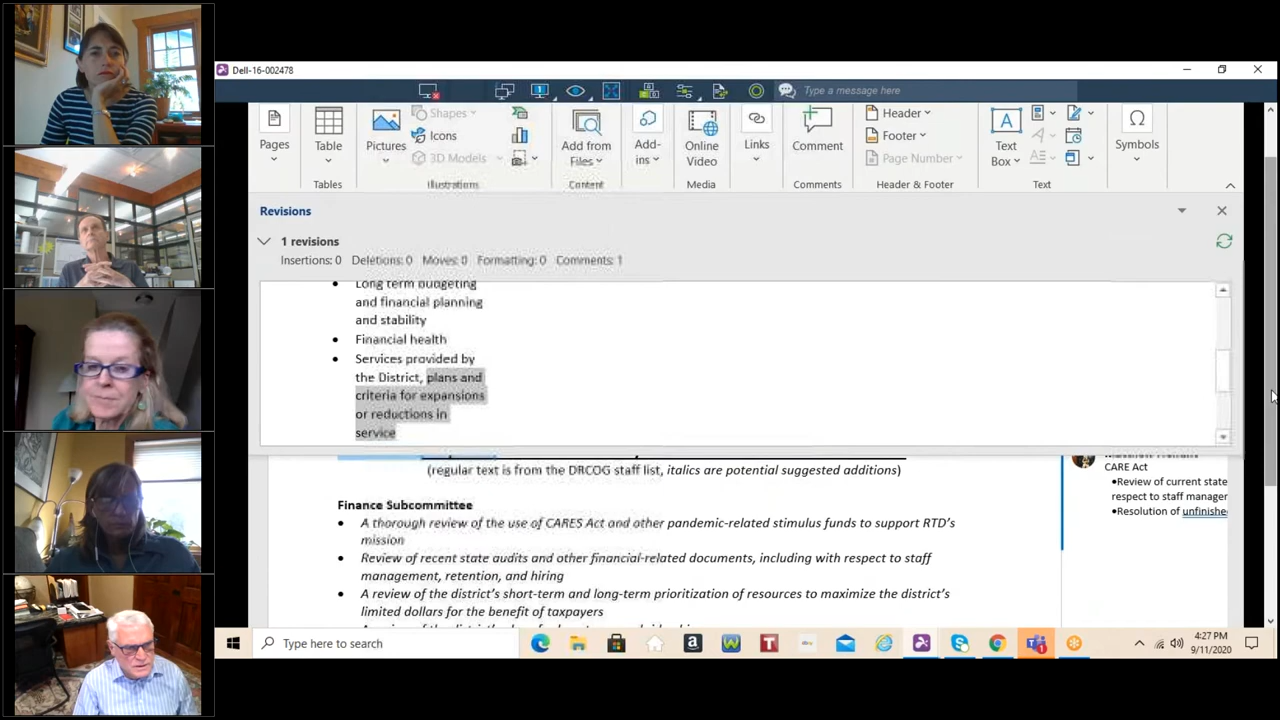 Dell-16-002478
Type a message here
Pages
Table
Tables
Pictures
Shapes
Icons
3D Models
Illustrations
Add from
Files
Content
Add-
ins
Online
Video
Media
Links
Comment
Comments
Header
Footer
Page Number
Header & Footer
Text
Box
Text
Symbols
Revisions
1 revisions
Insertions: 0 Deletions: 0 Moves: 0 Formatting: 0 Comments: 1
• Long term budgeting
and financial planning
and stability
• Financial health
• Services provided by
the District, plans and
criteria for expansions
or reductions in
service
(regular text is from the DRCOG staff list, italics are potential suggested additions)
Finance Subcommittee
• A thorough review of the use of CARES Act and other pandemic-related stimulus funds to support RTD's
mission
• Review of recent state audits and other financial-related documents, including with respect to staff
management, retention, and hiring
• A review of the district's short-term and long-term prioritization of resources to maximize the district's
limited dollars for the benefit of taxpayers
CARE Act
•Review of current state
respect to staff manager
•Resolution of unfinishe
Type here to search
4:27 PM
9/11/2020